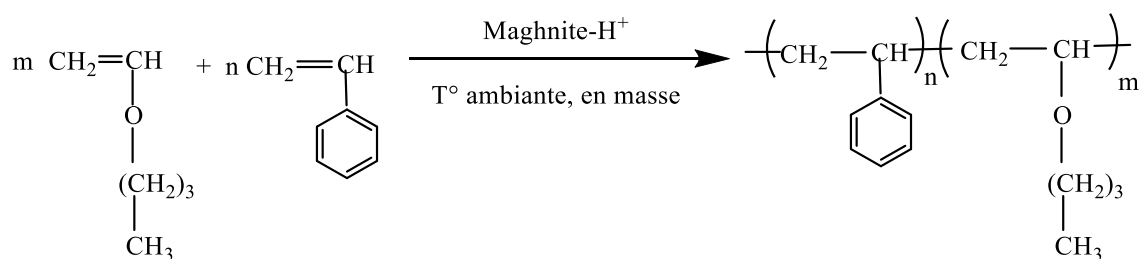 m CH₂=CH + n CH₂=CH Maghnite-H⁺ T° ambiante, en masse
( CH₂ CH )n ( CH₂ CH )m
O O
(CH₂)₃ (CH₂)₃
CH₃ CH₃